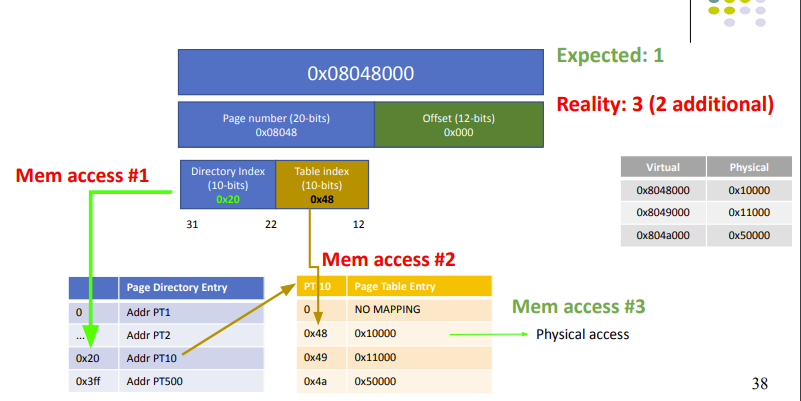 0x08048000
Expected: 1
Reality: 3 (2 additional)
Page number (20-bits)
0x08048
Offset (12-bits)
0x000
Mem access #1
Directory Index
(10-bits)
0x20
Table index
(10-bits)
0x48
31
22
12
Virtual Physical
0x8048000 0x10000
0x8049000 0x11000
0x804a000 0x50000
Mem access #2
Page Directory Entry
0 Addr PT1
... Addr PT2
0x20 Addr PT10
0x3ff Addr PT500
PT 10 Page Table Entry
0 NO MAPPING
0x48 0x10000
0x49 0x11000
0x4a 0x50000
Mem access #3
Physical access
38